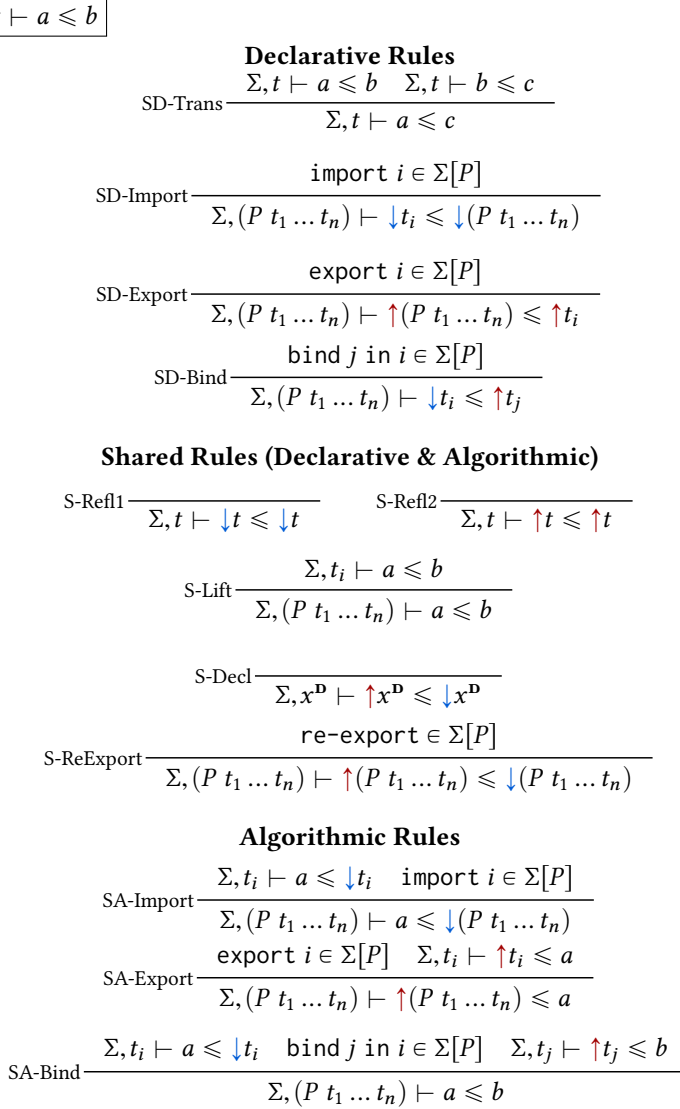 ⊢ a ⩽ b
Declarative Rules
Σ, t ⊢ a ⩽ b Σ, t ⊢ b ⩽ c
SD-Trans
Σ, t ⊢ a ⩽ c
import i ∈ Σ[P]
SD-Import
Σ, (P t₁ … tₙ) ⊢ ↓tᵢ ⩽ ↓(P t₁ … tₙ)
export i ∈ Σ[P]
SD-Export
Σ, (P t₁ … tₙ) ⊢ ↑(P t₁ … tₙ) ⩽ ↑tᵢ
bind j in i ∈ Σ[P]
SD-Bind
Σ, (P t₁ … tₙ) ⊢ ↓tᵢ ⩽ ↑tⱼ
Shared Rules (Declarative & Algorithmic)
S-Refl1 S-Refl2
Σ, t ⊢ ↓t ⩽ ↓t Σ, t ⊢ ↑t ⩽ ↑t
Σ, tᵢ ⊢ a ⩽ b
S-Lift
Σ, (P t₁ … tₙ) ⊢ a ⩽ b
S-Decl
Σ, xᴰ ⊢ ↑xᴰ ⩽ ↓xᴰ
re-export ∈ Σ[P]
S-ReExport
Σ, (P t₁ … tₙ) ⊢ ↑(P t₁ … tₙ) ⩽ ↓(P t₁ … tₙ)
Algorithmic Rules
Σ, tᵢ ⊢ a ⩽ ↓tᵢ import i ∈ Σ[P]
SA-Import
Σ, (P t₁ … tₙ) ⊢ a ⩽ ↓(P t₁ … tₙ)
export i ∈ Σ[P] Σ, tᵢ ⊢ ↑tᵢ ⩽ a
SA-Export
Σ, (P t₁ … tₙ) ⊢ ↑(P t₁ … tₙ) ⩽ a
Σ, tᵢ ⊢ a ⩽ ↓tᵢ bind j in i ∈ Σ[P] Σ, tⱼ ⊢ ↑tⱼ ⩽ b
SA-Bind
Σ, (P t₁ … tₙ) ⊢ a ⩽ b